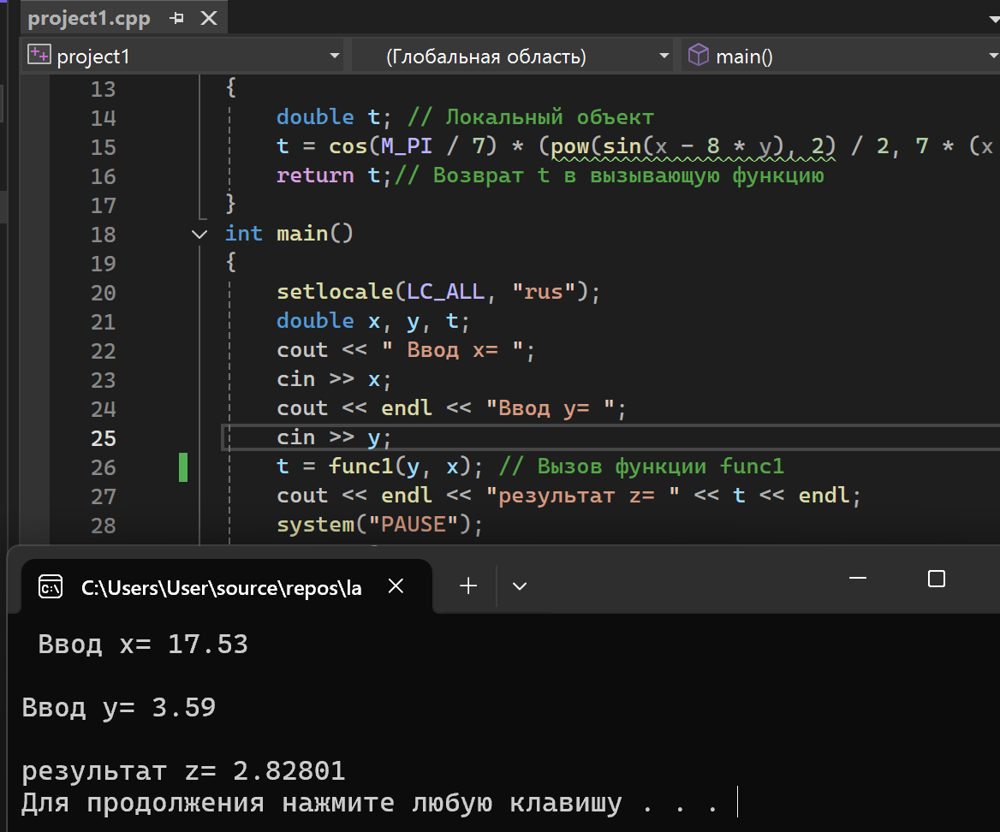 project1.cpp
project1 (Глобальная область) main()
13 {
14 double t; // Локальный объект
15 t = cos(M_PI / 7) * (pow(sin(x - 8 * y), 2) / 2, 7 * (x
16 return t;// Возврат t в вызывающую функцию
17 }
18 int main()
19 {
20 setlocale(LC_ALL, "rus");
21 double x, y, t;
22 cout << " Ввод x= ";
23 cin >> x;
24 cout << endl << "Ввод y= ";
25 cin >> y;
26 t = func1(y, x); // Вызов функции func1
27 cout << endl << "результат z= " << t << endl;
28 system("PAUSE");
C:\Users\User\source\repos\la
Ввод x= 17.53
Ввод y= 3.59
результат z= 2.82801
Для продолжения нажмите любую клавишу . . .